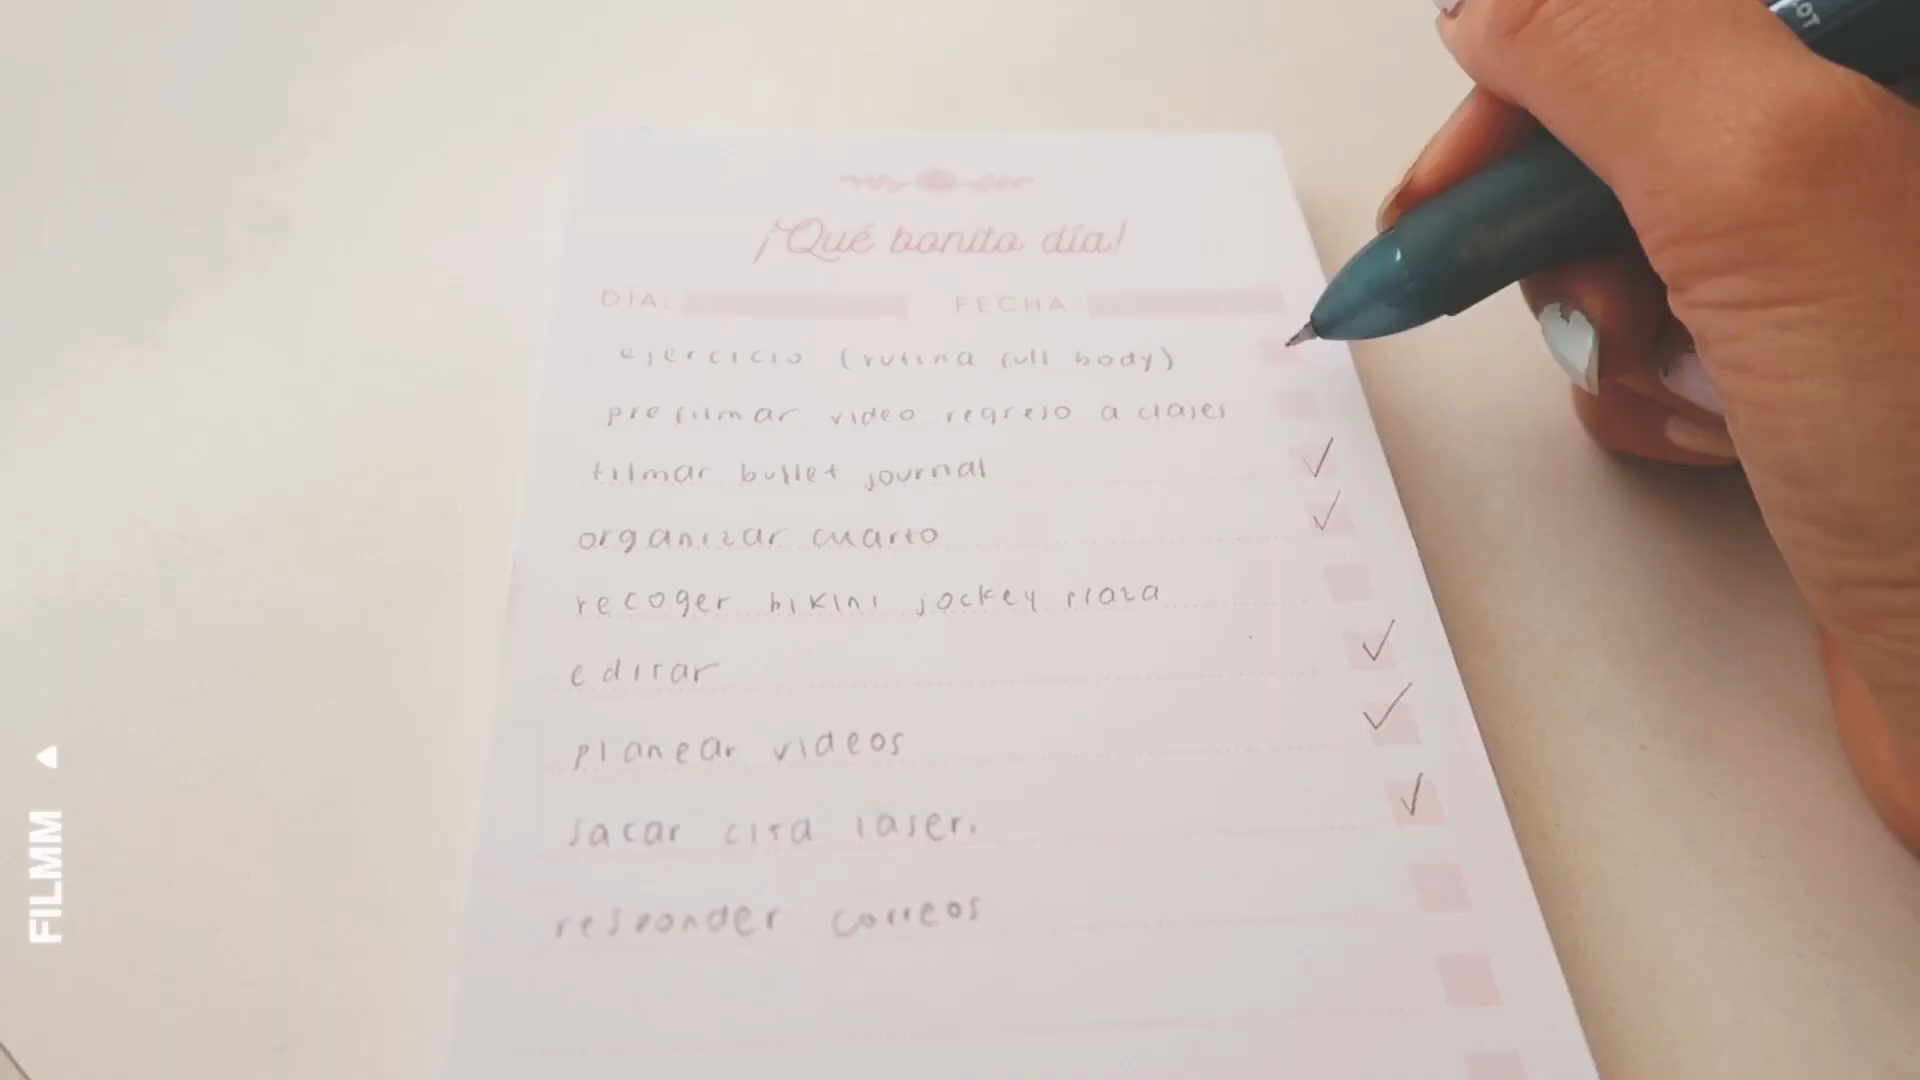 ¡Qué bonito día!
DÍA: FECHA
ejercicio (rutina full body)
prefilmar video regreso a clases
filmar bullet journal
organizar cuarto
recoger bikini jockey plaza
editar
planear videos
sacar cita laser.
responder correos
FILMM